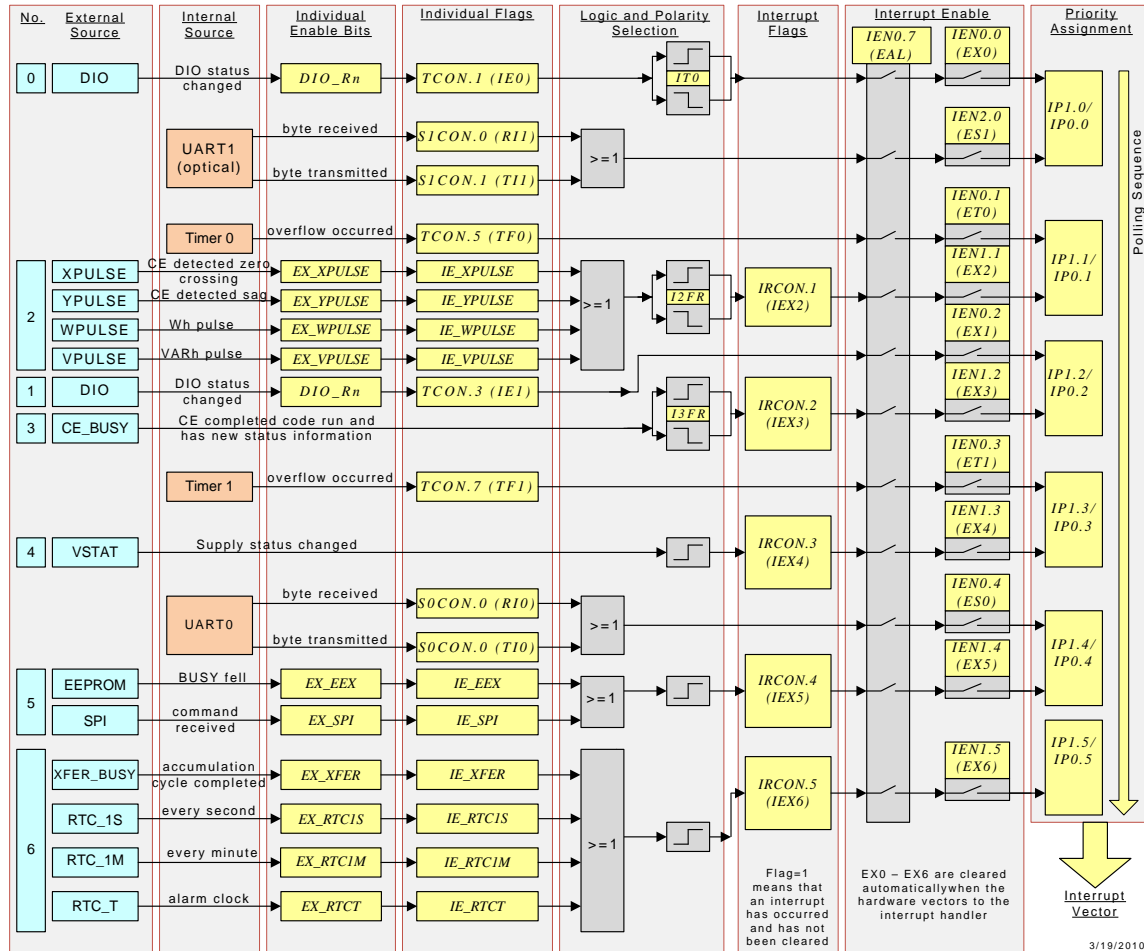 No.
External
Source
Internal
Source
Individual
Enable Bits
Individual Flags
Logic and Polarity
Selection
Interrupt
Flags
Interrupt Enable
Priority
Assignment
0
DIO
DIO status
changed
DIO_Rn
TCON.1 (IE0)
IT0
IEN0.7
(EAL)
IEN0.0
(EX0)
IP1.0/
IP0.0
UART1
(optical)
byte received
S1CON.0 (RI1)
byte transmitted
S1CON.1 (TI1)
>=1
IEN2.0
(ES1)
Polling Sequence
Timer 0
overflow occurred
TCON.5 (TF0)
IEN0.1
(ET0)
IP1.1/
IP0.1
2
XPULSE
CE detected zero
crossing
EX_XPULSE
IE_XPULSE
YPULSE
CE detected sag
EX_YPULSE
IE_YPULSE
WPULSE
Wh pulse
EX_WPULSE
IE_WPULSE
VPULSE
VARh pulse
EX_VPULSE
IE_VPULSE
>=1
I2FR
IRCON.1
(IEX2)
IEN1.1
(EX2)
1
DIO
DIO status
changed
DIO_Rn
TCON.3 (IE1)
IEN0.2
(EX1)
IP1.2/
IP0.2
3
CE_BUSY
CE completed code run and
has new status information
I3FR
IRCON.2
(IEX3)
IEN1.2
(EX3)
Timer 1
overflow occurred
TCON.7 (TF1)
IEN0.3
(ET1)
IP1.3/
IP0.3
4
VSTAT
Supply status changed
IRCON.3
(IEX4)
IEN1.3
(EX4)
UART0
byte received
S0CON.0 (RI0)
byte transmitted
S0CON.0 (TI0)
>=1
IEN0.4
(ES0)
IP1.4/
IP0.4
5
EEPROM
BUSY fell
EX_EEX
IE_EEX
SPI
command
received
EX_SPI
IE_SPI
>=1
IRCON.4
(IEX5)
IEN1.4
(EX5)
6
XFER_BUSY
accumulation
cycle completed
EX_XFER
IE_XFER
RTC_1S
every second
EX_RTC1S
IE_RTC1S
RTC_1M
every minute
EX_RTC1M
IE_RTC1M
RTC_T
alarm clock
EX_RTCT
IE_RTCT
>=1
IRCON.5
(IEX6)
IEN1.5
(EX6)
IP1.5/
IP0.5
Flag=1
means that
an interrupt
has occurred
and has not
been cleared
EX0 – EX6 are cleared
automaticallywhen the
hardware vectors to the
interrupt handler
Interrupt
Vector
3/19/2010